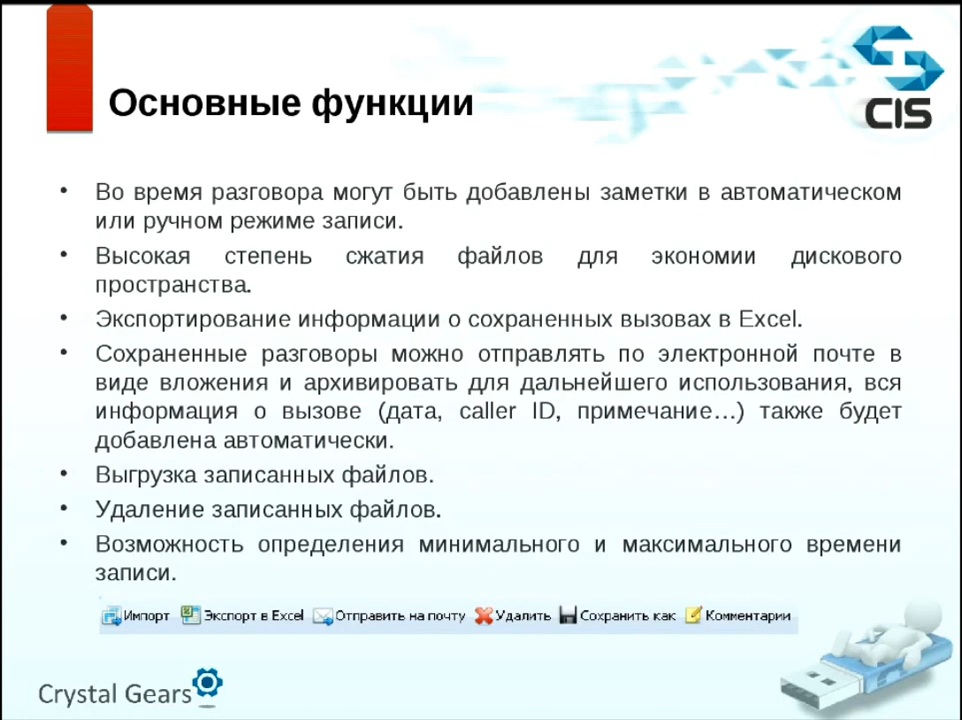 CIS
Основные функции
• Во время разговора могут быть добавлены заметки в автоматическом
или ручном режиме записи.
• Высокая степень сжатия файлов для экономии дискового
пространства.
• Экспортирование информации о сохраненных вызовах в Excel.
• Сохраненные разговоры можно отправлять по электронной почте в
виде вложения и архивировать для дальнейшего использования, вся
информация о вызове (дата, caller ID, примечание…) также будет
добавлена автоматически.
• Выгрузка записанных файлов.
• Удаление записанных файлов.
• Возможность определения минимального и максимального времени
записи.
Импорт Экспорт в Excel Отправить на почту Удалить Сохранить как Комментарии
Crystal Gears